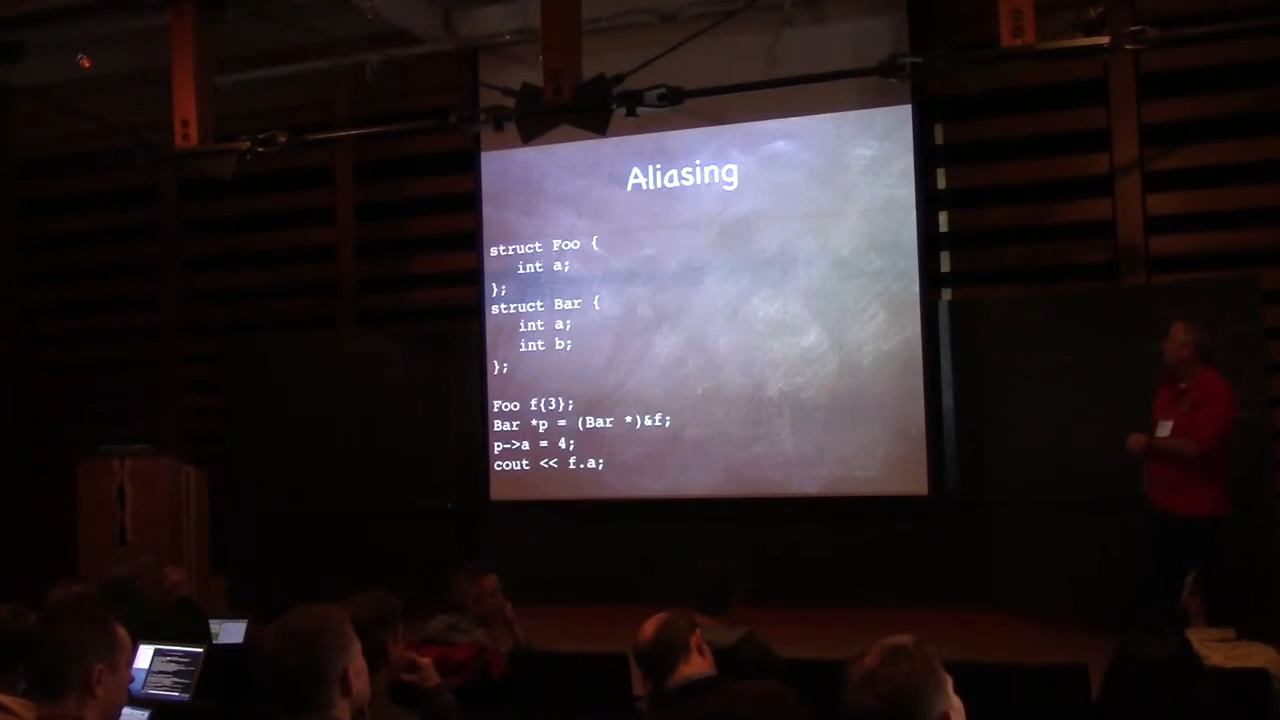 Aliasing
struct Foo {
int a;
};
struct Bar {
int a;
int b;
};
Foo f{3};
Bar *p = (Bar *)&f;
p->a = 4;
cout << f.a;